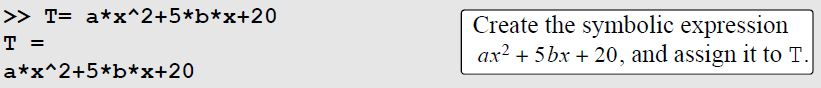 >> T= a*x^2+5*b*x+20
T =
a*x^2+5*b*x+20
Create the symbolic expression
ax² + 5bx + 20, and assign it to T.